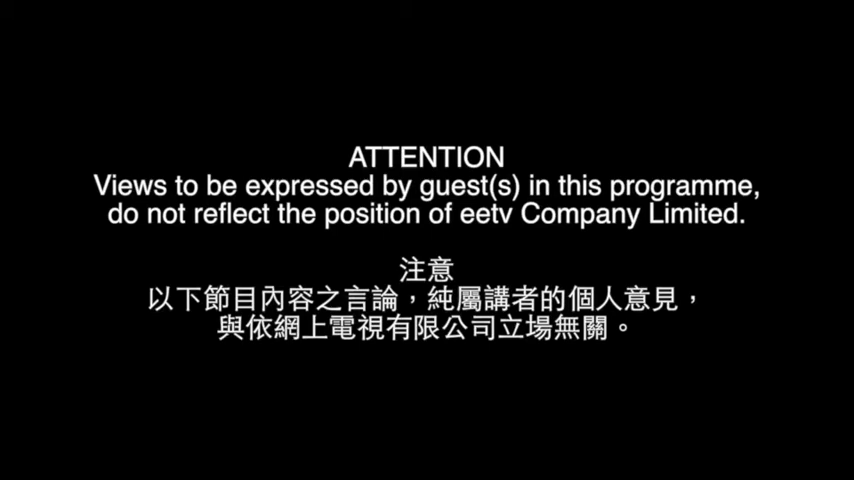 ATTENTION
Views to be expressed by guest(s) in this programme,
do not reflect the position of eetv Company Limited.
注意
以下節目內容之言論，純屬講者的個人意見，
與依網上電視有限公司立場無關。